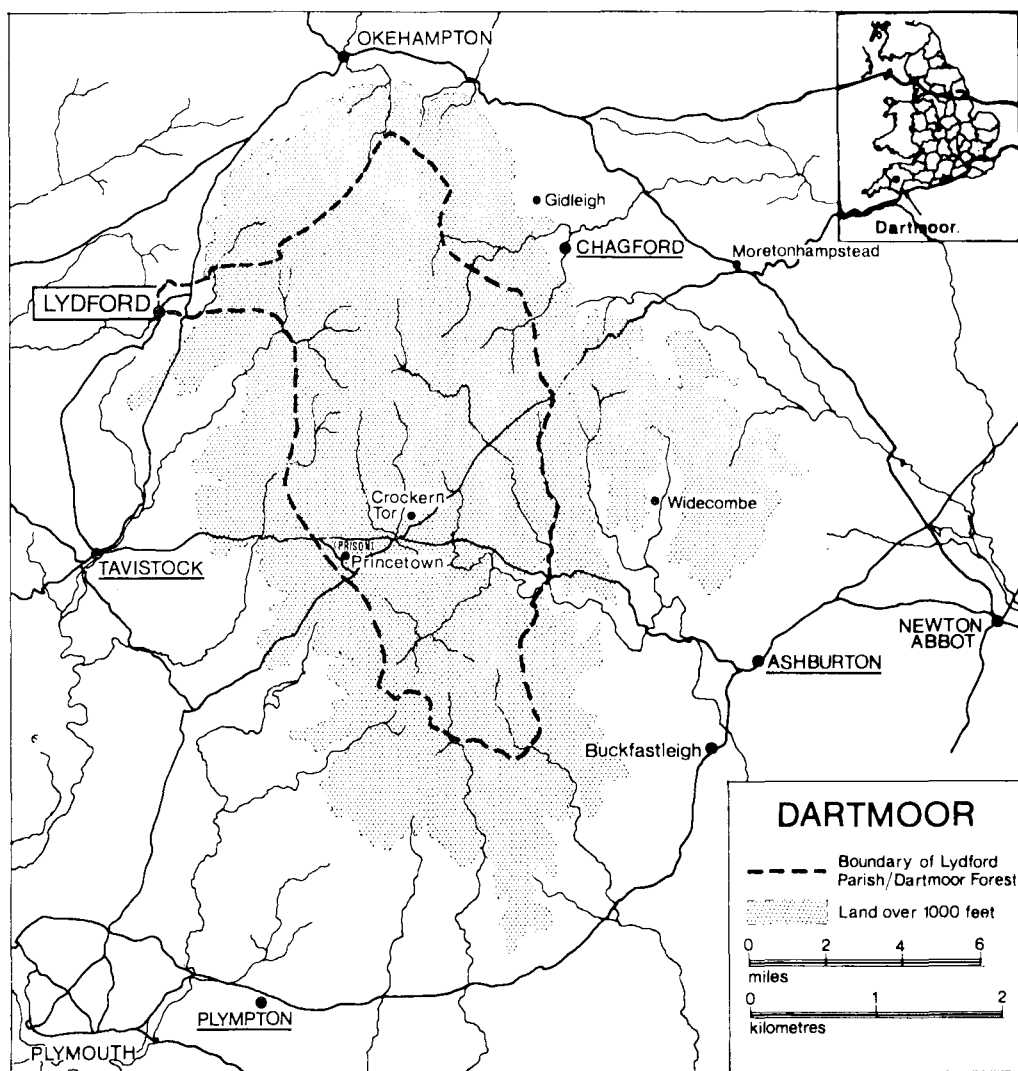 OKEHAMPTON
Dartmoor.
Gidleigh
CHAGFORD
Moretonhampstead
LYDFORD
Crockern
Tor
Widecombe
PRISON
Princetown
TAVISTOCK
NEWTON
ABBOT
ASHBURTON
Buckfastleigh
PLYMPTON
PLYMOUTH
DARTMOOR
Boundary of Lydford
Parish/Dartmoor Forest
Land over 1000 feet
0 2 4 6
miles
0 1 2
kilometres